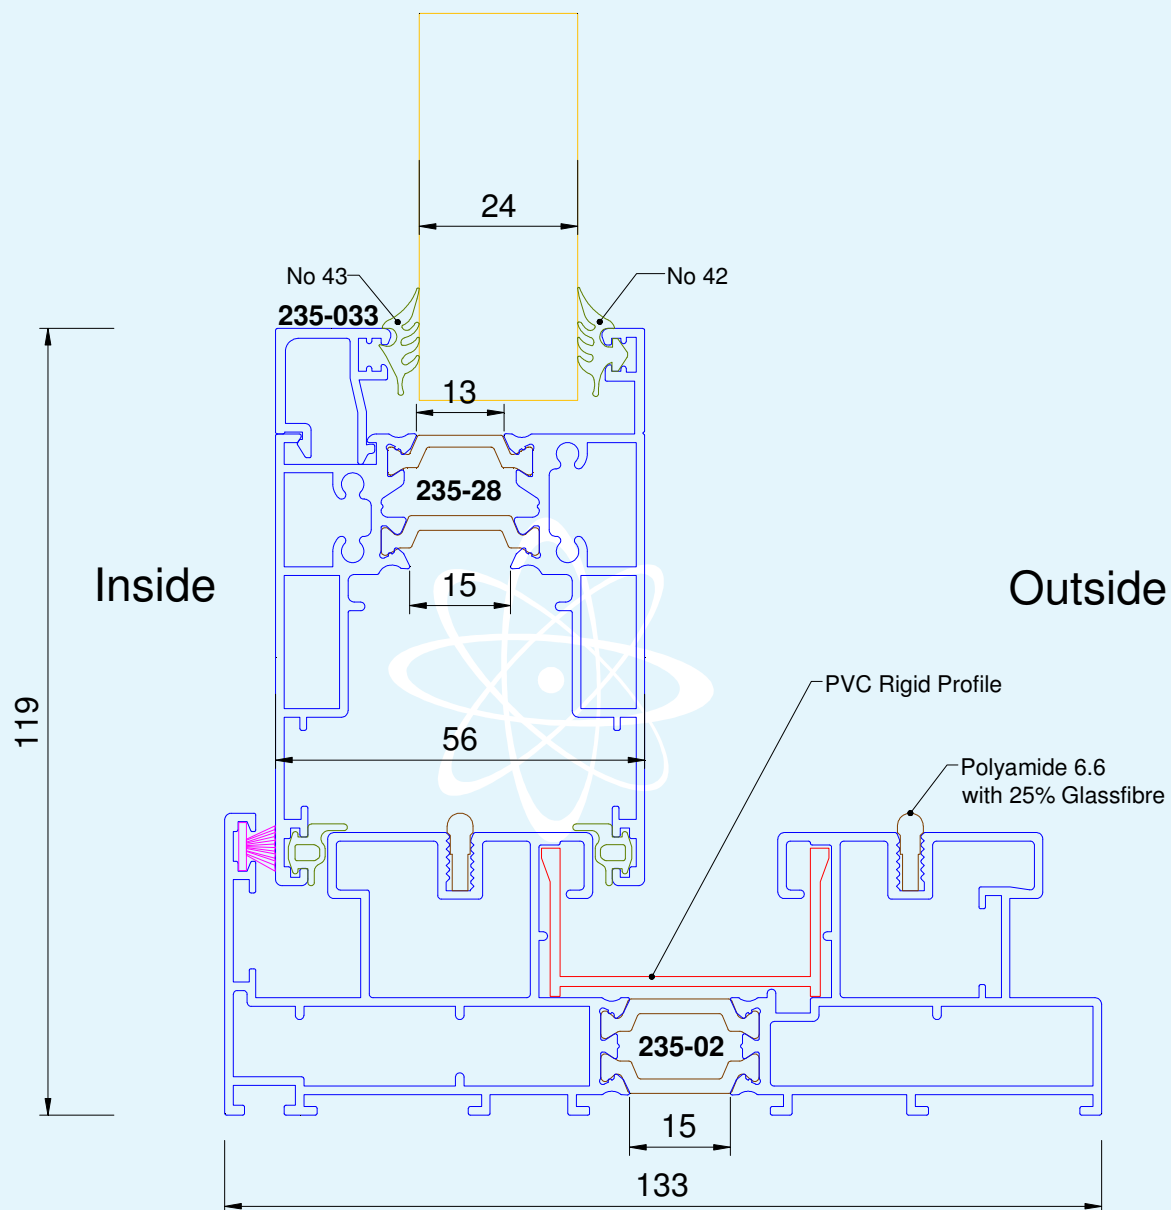 24
No 43
No 42
235-033
13
235-28
Inside
15
Outside
119
PVC Rigid Profile
56
Polyamide 6.6
with 25% Glassfibre
235-02
15
133